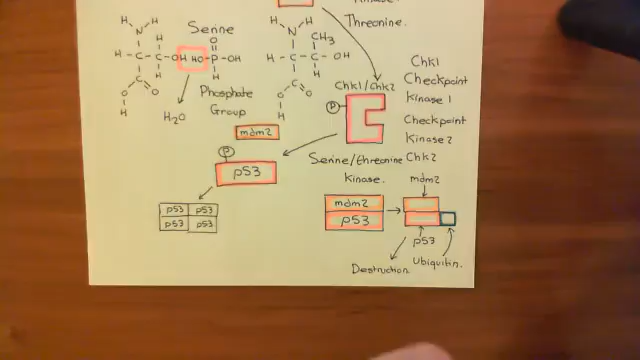 Threonine.
Serine
H H
N
H
H-C-C-OH HO-P-OH
O
H H
C
O O
H
H H
N
CH3
H-C-C-OH
H
C
O O
H
Phosphate
Group
H2O
Chk1/Chk2
P
Chk1
Checkpoint
Kinase 1
Checkpoint
Kinase 2
Chk2
mdm2
P
p53
Serine/threonine
Kinase.
p53 p53
p53 p53
mdm2
p53
mdm2
p53
Ubiquitin.
Destruction